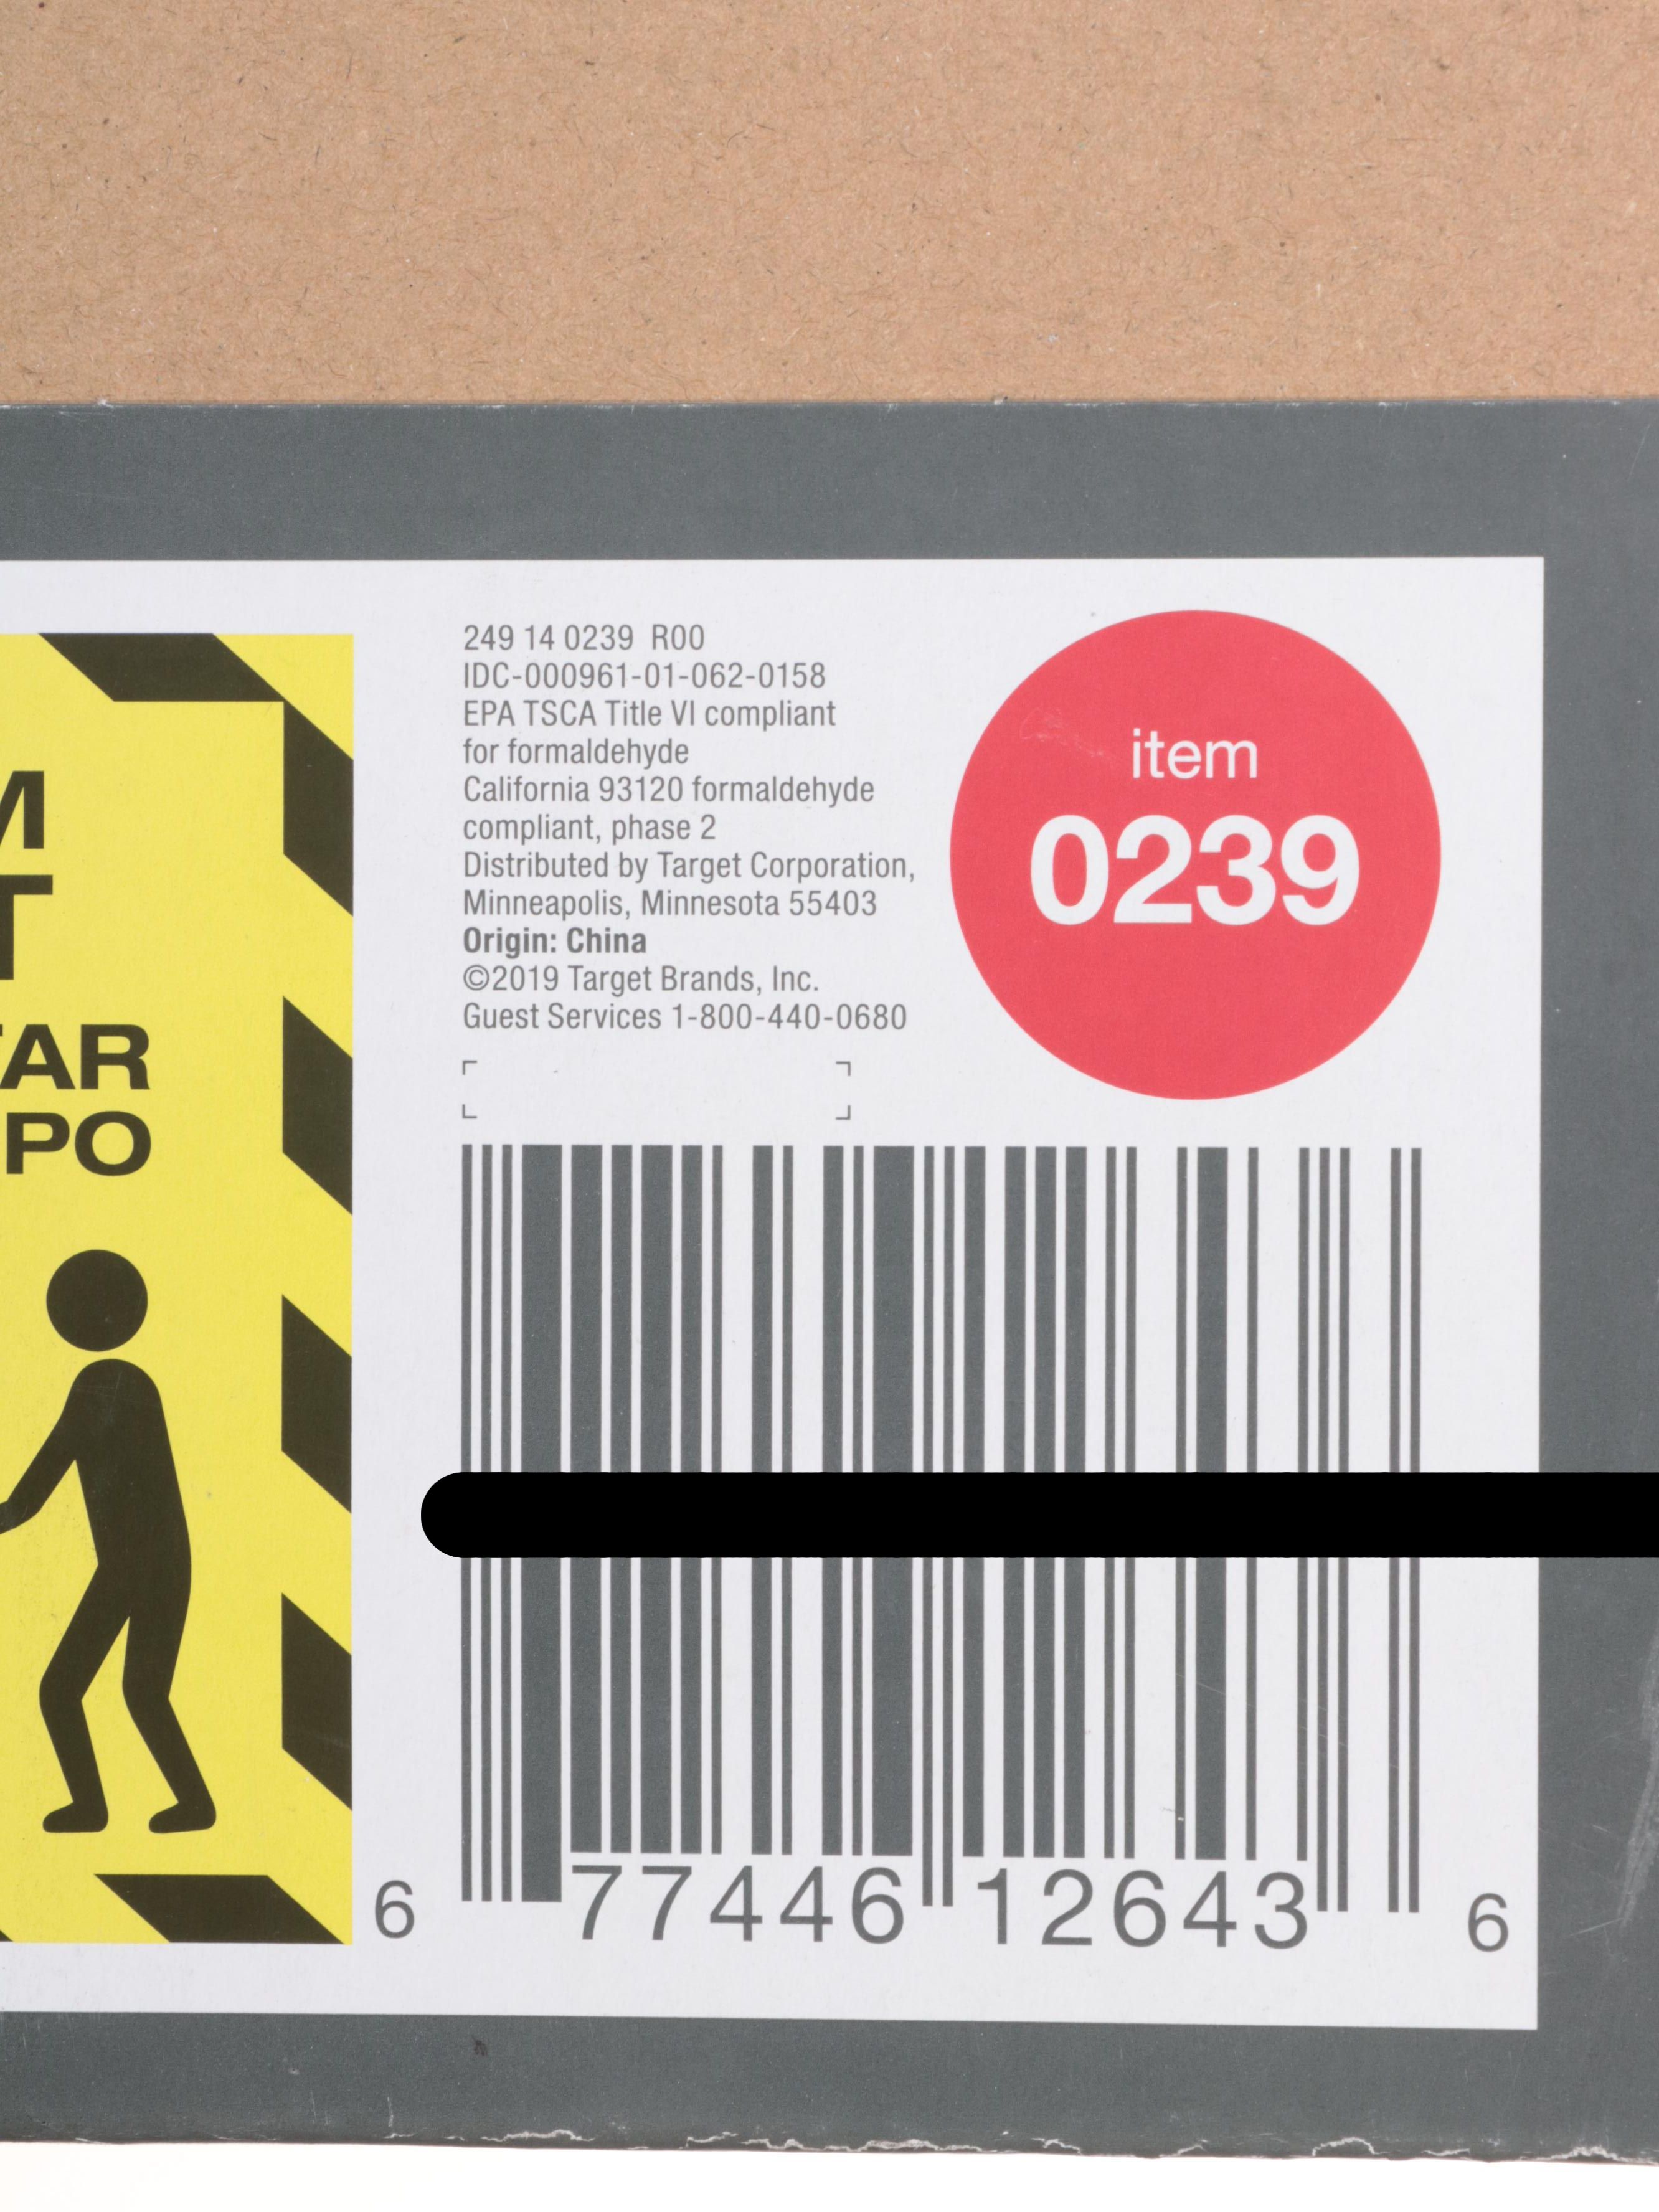 M
T
TAR
PO
249 14 0239 R00
IDC-000961-01-062-0158
EPA TSCA Title VI compliant
for formaldehyde
California 93120 formaldehyde
compliant, phase 2
Distributed by Target Corporation,
Minneapolis, Minnesota 55403
Origin: China
©2019 Target Brands, Inc.
Guest Services 1-800-440-0680
item
0239
6 77446 12643 6